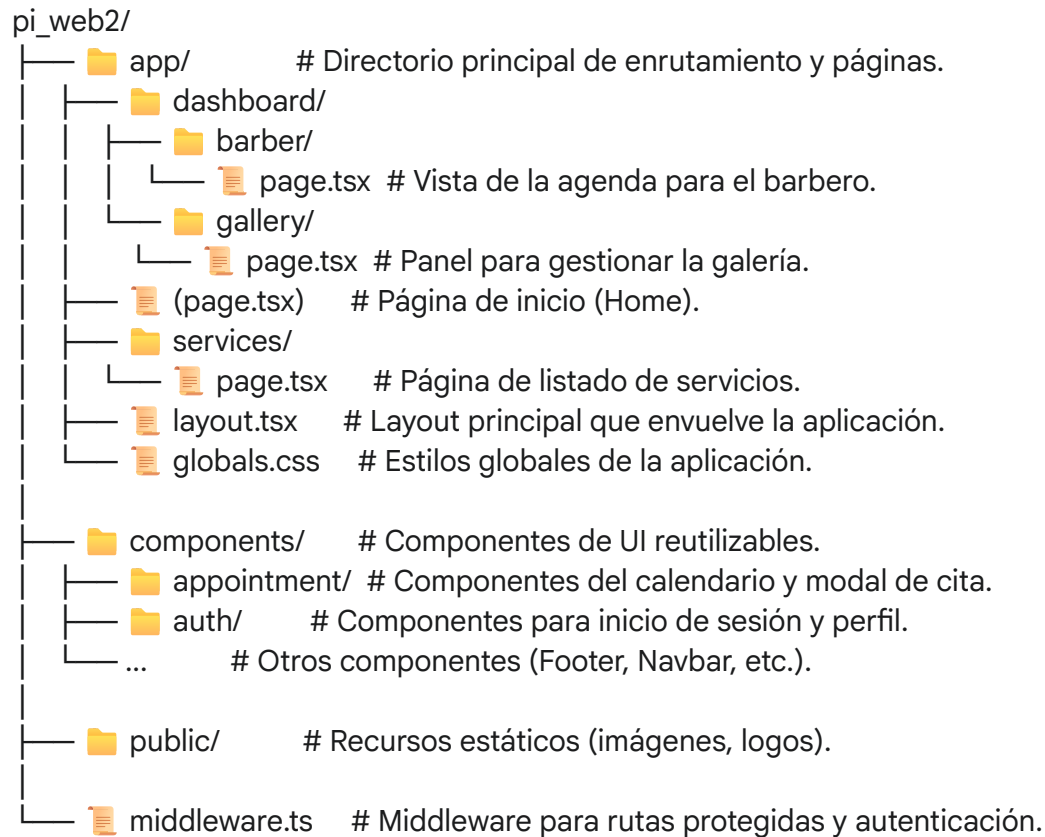 pi_web2/
├── 📁 app/ # Directorio principal de enrutamiento y páginas.
│ ├── 📁 dashboard/
│ │ ├── 📁 barber/
│ │ │ └── 📜 page.tsx # Vista de la agenda para el barbero.
│ │ └── 📁 gallery/
│ │ └── 📜 page.tsx # Panel para gestionar la galería.
│ ├── 📜 (page.tsx) # Página de inicio (Home).
│ ├── 📁 services/
│ │ └── 📜 page.tsx # Página de listado de servicios.
│ ├── 📜 layout.tsx # Layout principal que envuelve la aplicación.
│ └── 📜 globals.css # Estilos globales de la aplicación.
│
├── 📁 components/ # Componentes de UI reutilizables.
│ ├── 📁 appointment/ # Componentes del calendario y modal de cita.
│ ├── 📁 auth/ # Componentes para inicio de sesión y perfil.
│ └── ... # Otros componentes (Footer, Navbar, etc.).
│
├── 📁 public/ # Recursos estáticos (imágenes, logos).
│
└── 📜 middleware.ts # Middleware para rutas protegidas y autenticación.